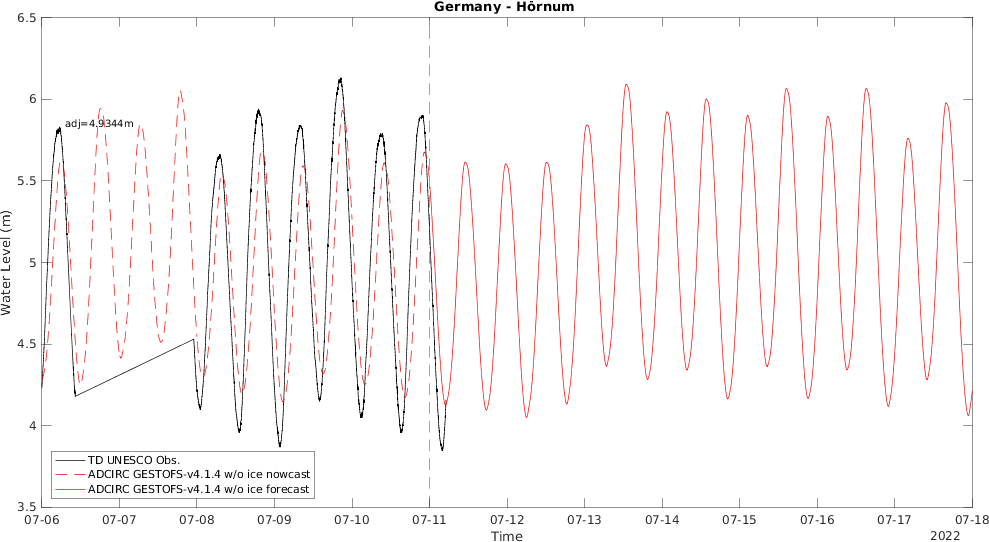 Germany - Hörnum
6.5
6
5.5
5
4.5
4
3.5
Water Level (m)
adj=4.9344m
TD UNESCO Obs.
ADCIRC GESTOFS-v4.1.4 w/o ice nowcast
ADCIRC GESTOFS-v4.1.4 w/o ice forecast
07-06 07-07 07-08 07-09 07-10 07-11 07-12 07-13 07-14 07-15 07-16 07-17 07-18
Time
2022